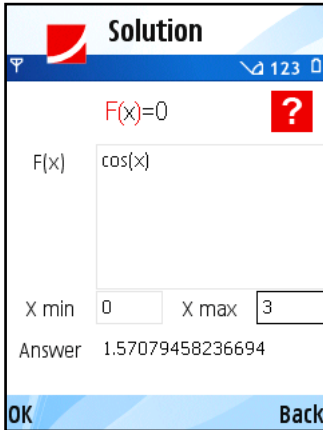 Solution
123
F(x)=0
?
F(x) cos(x)
X min 0 X max 3
Answer 1.57079458236694
OK Back